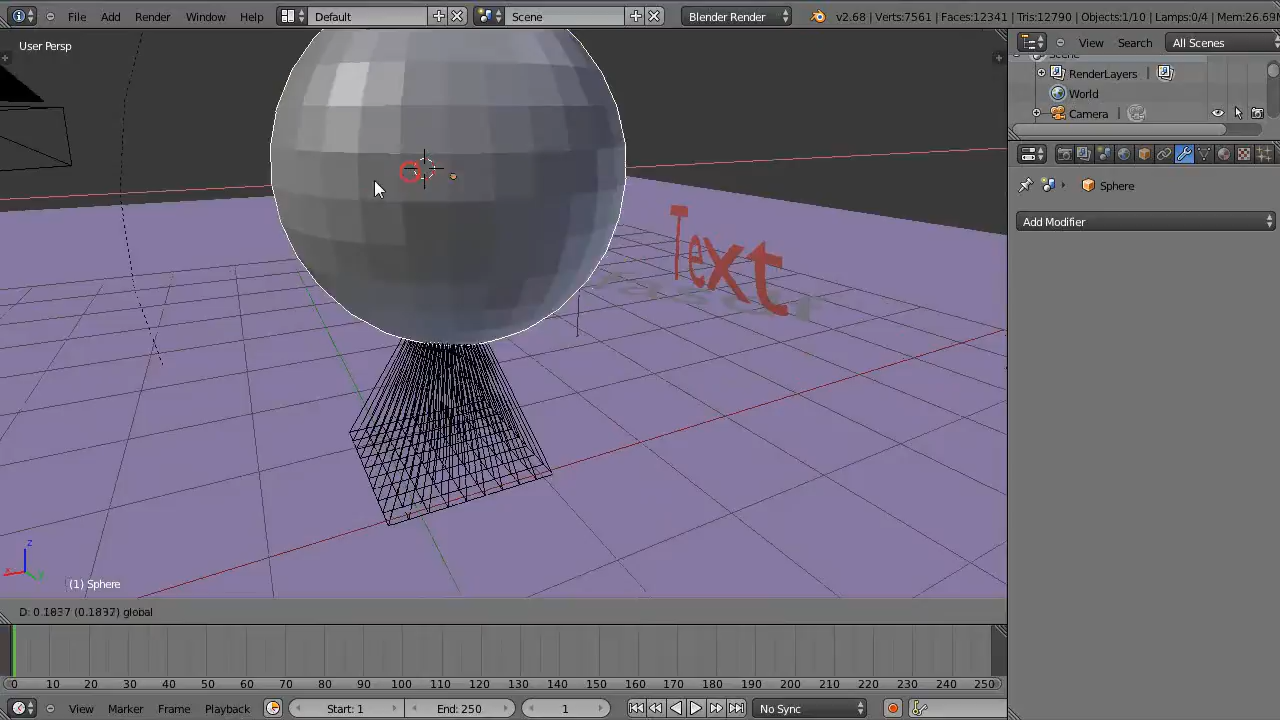 File Add Render Window Help Default Scene Blender Render v2.68 | Verts:7561 | Faces:12341 | Tris:12790 | Objects:1/10 | Lamps:0/4 | Mem:26.69
User Persp
View Search All Scenes
RenderLayers
World
Camera
Sphere
Add Modifier
Text
z
x y
(1) Sphere
D: 0.1837 (0.1837) global
0 10 20 30 40 50 60 70 80 90 100 110 120 130 140 150 160 170 180 190 200 210 220 230 240 250
View Marker Frame Playback Start: 1 End: 250 1 No Sync